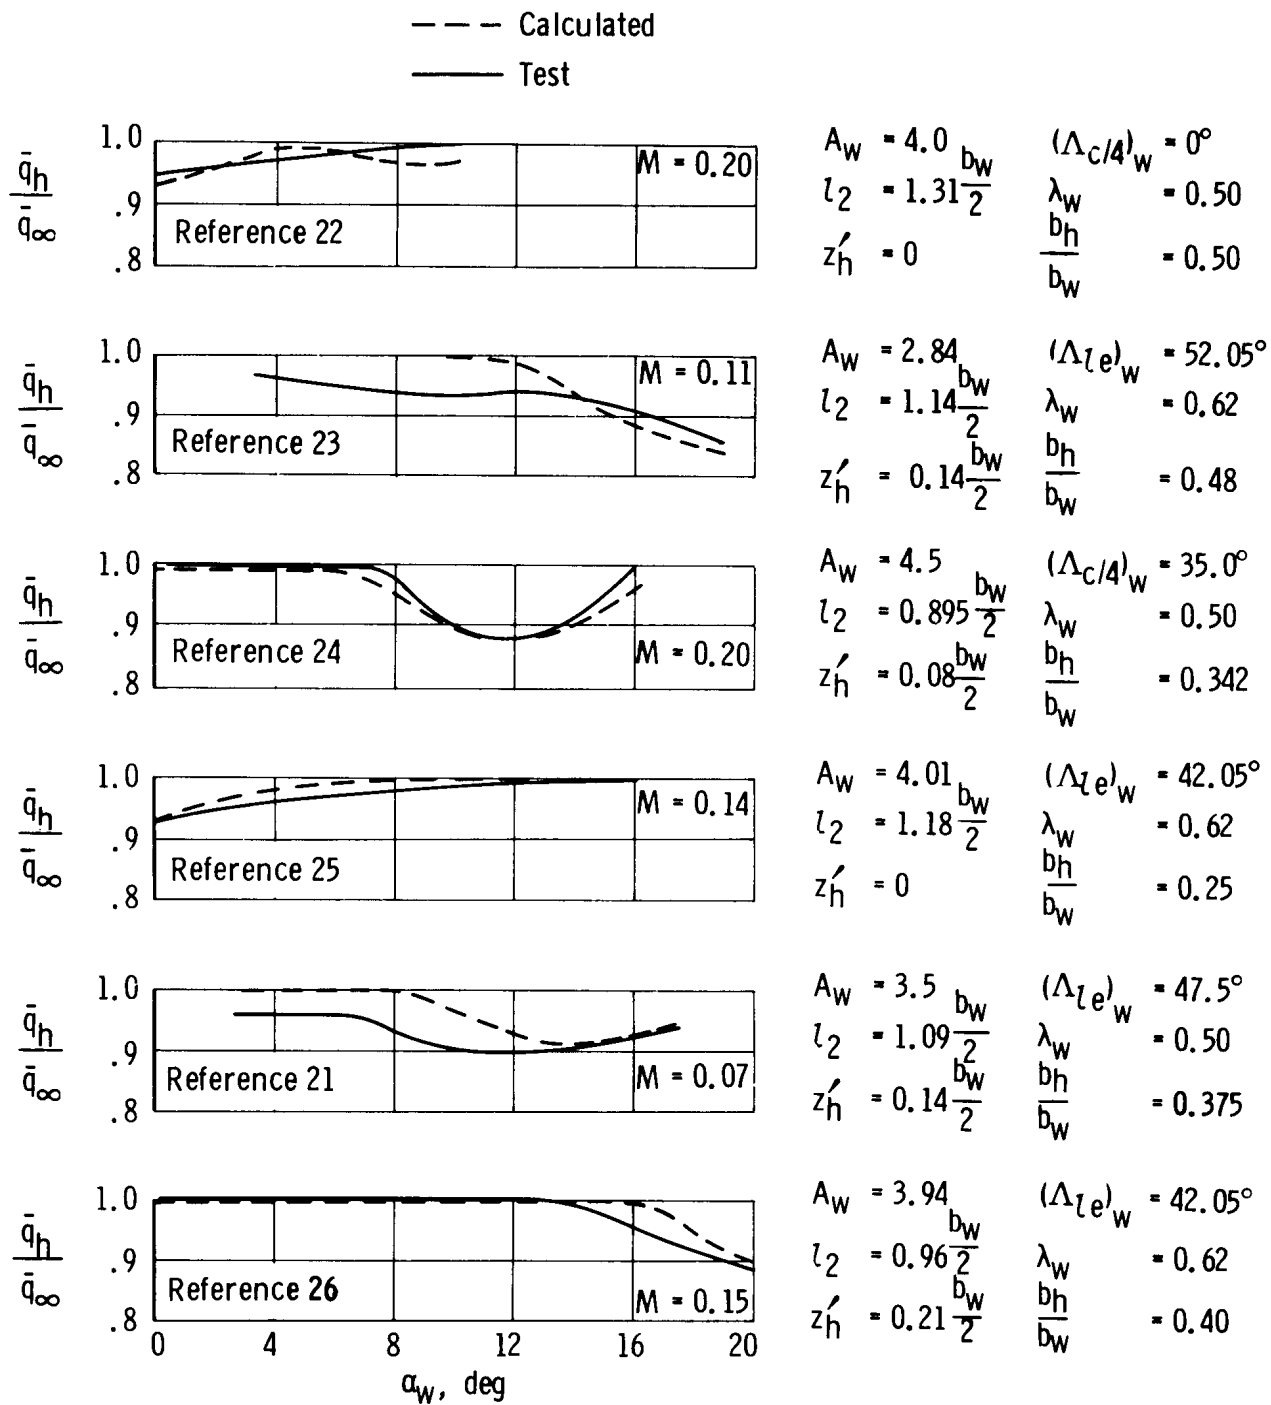 Calculated
Test
q̄h/q̄∞
1.0
.9
.8
M = 0.20
Reference 22
Aw = 4.0
(Λc/4)w = 0°
l2 = 1.31 bw/2
λw = 0.50
z′h = 0
bh/bw = 0.50
q̄h/q̄∞
1.0
.9
.8
M = 0.11
Reference 23
Aw = 2.84
(Λle)w = 52.05°
l2 = 1.14 bw/2
λw = 0.62
z′h = 0.14 bw/2
bh/bw = 0.48
q̄h/q̄∞
1.0
.9
.8
Reference 24
M = 0.20
Aw = 4.5
(Λc/4)w = 35.0°
l2 = 0.895 bw/2
λw = 0.50
z′h = 0.08 bw/2
bh/bw = 0.342
q̄h/q̄∞
1.0
.9
.8
M = 0.14
Reference 25
Aw = 4.01
(Λle)w = 42.05°
l2 = 1.18 bw/2
λw = 0.62
z′h = 0
bh/bw = 0.25
q̄h/q̄∞
1.0
.9
.8
Reference 21
M = 0.07
Aw = 3.5
(Λle)w = 47.5°
l2 = 1.09 bw/2
λw = 0.50
z′h = 0.14 bw/2
bh/bw = 0.375
q̄h/q̄∞
1.0
.9
.8
Reference 26
M = 0.15
Aw = 3.94
(Λle)w = 42.05°
l2 = 0.96 bw/2
λw = 0.62
z′h = 0.21 bw/2
bh/bw = 0.40
0 4 8 12 16 20
αw, deg